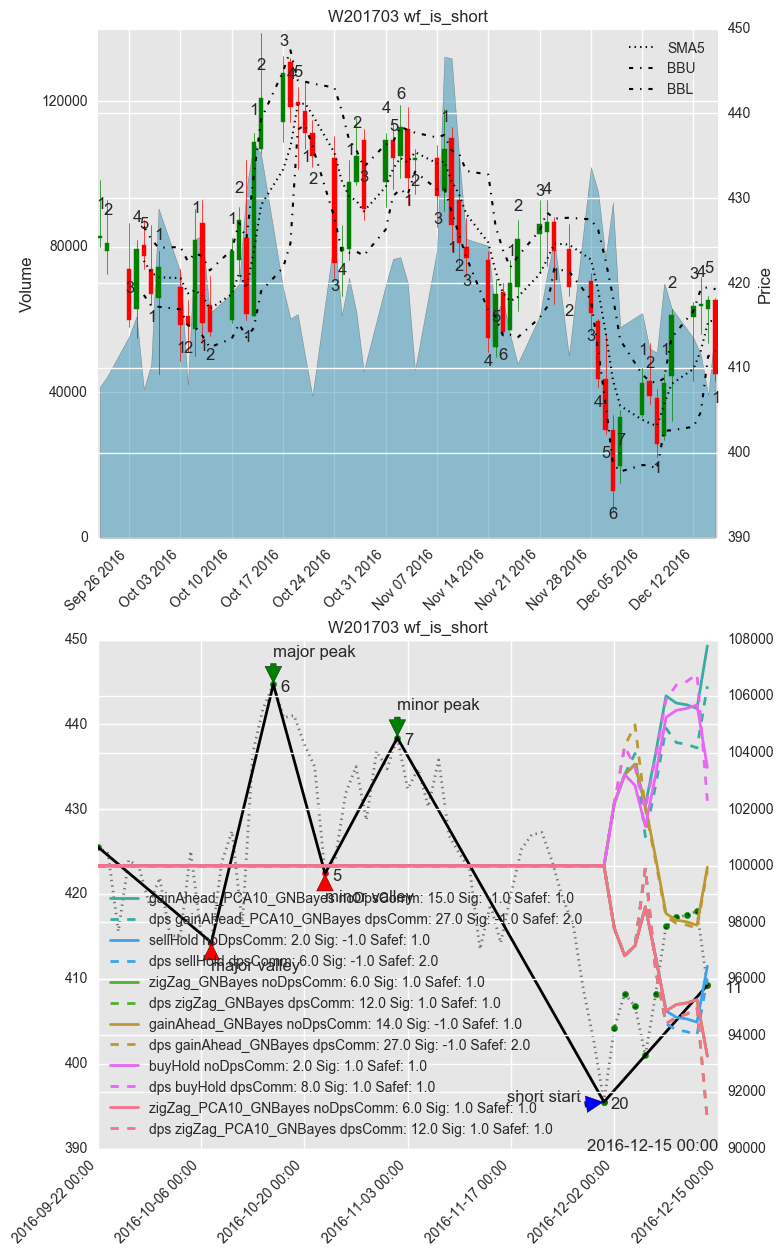 W201703 wf_is_short
450
SMA5
BBU
BBL
120000
440
430
80000
420
Volume
Price
410
40000
400
0
390
Sep 26 2016
Oct 03 2016
Oct 10 2016
Oct 17 2016
Oct 24 2016
Oct 31 2016
Nov 07 2016
Nov 14 2016
Nov 21 2016
Nov 28 2016
Dec 05 2016
Dec 12 2016
W201703 wf_is_short
450
108000
major peak
6
106000
440
minor peak
7
104000
430
102000
100000
5
420
minor valley
gainAhead_PCA10_GNBayes noDpsComm: 15.0 Sig: -1.0 Safef: 1.0
dps gainAhead_PCA10_GNBayes dpsComm: 27.0 Sig: -1.0 Safef: 2.0
98000
sellHold noDpsComm: 2.0 Sig: -1.0 Safef: 1.0
dps sellHold dpsComm: 6.0 Sig: -1.0 Safef: 2.0
major valley
410
96000
zigZag_GNBayes noDpsComm: 6.0 Sig: 1.0 Safef: 1.0
11
dps zigZag_GNBayes dpsComm: 12.0 Sig: 1.0 Safef: 1.0
gainAhead_GNBayes noDpsComm: 14.0 Sig: -1.0 Safef: 1.0
94000
dps gainAhead_GNBayes dpsComm: 27.0 Sig: -1.0 Safef: 2.0
400
buyHold noDpsComm: 2.0 Sig: 1.0 Safef: 1.0
dps buyHold dpsComm: 8.0 Sig: 1.0 Safef: 1.0
short start
92000
zigZag_PCA10_GNBayes noDpsComm: 6.0 Sig: 1.0 Safef: 1.0
20
dps zigZag_PCA10_GNBayes dpsComm: 12.0 Sig: 1.0 Safef: 1.0
2016-12-15 00:00
390
90000
2016-09-22 00:00
2016-10-06 00:00
2016-10-20 00:00
2016-11-03 00:00
2016-11-17 00:00
2016-12-02 00:00
2016-12-15 00:00